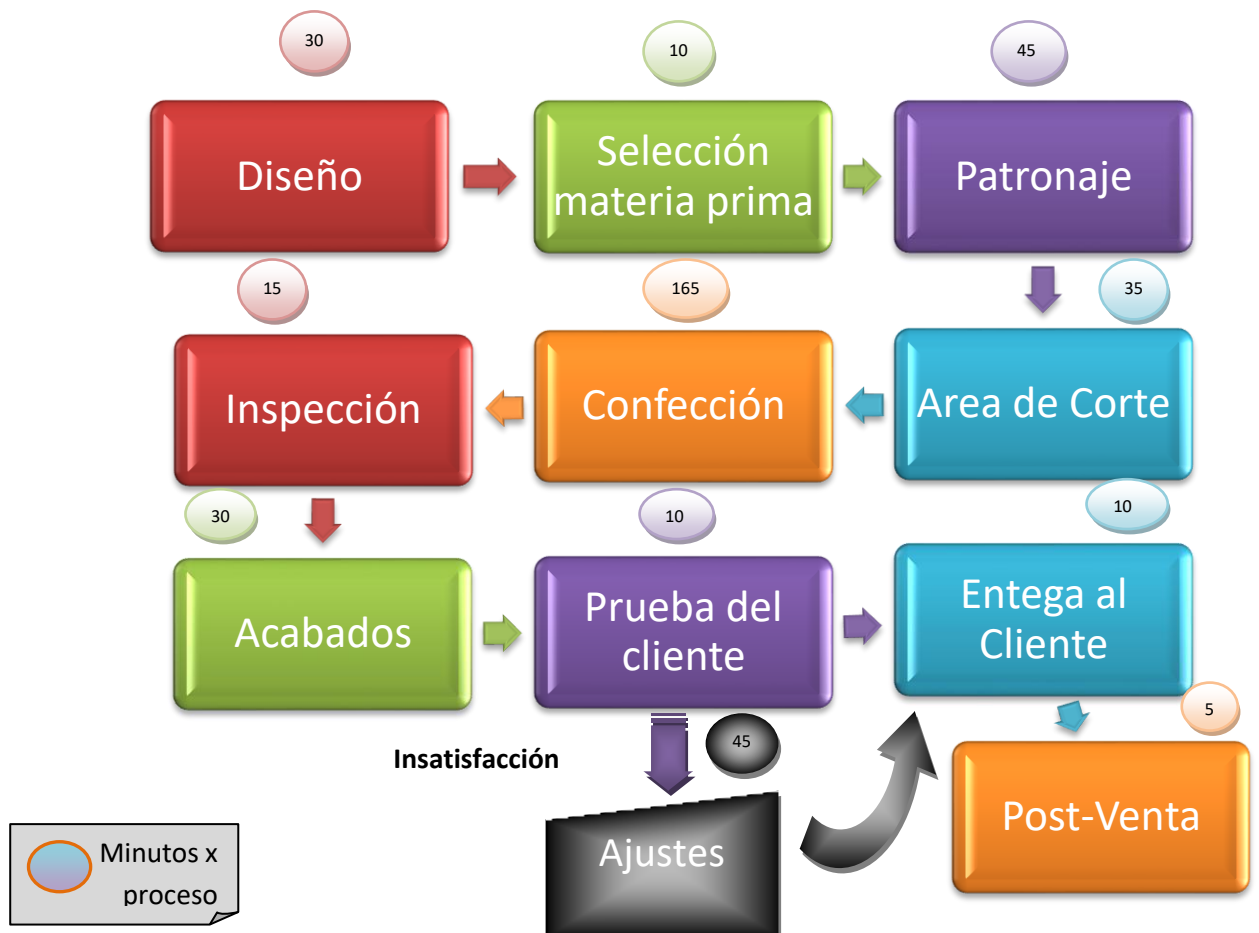 30
10
45
Diseño
Selección
materia prima
Patronaje
15
165
35
Inspección
Confección
Area de Corte
30
10
10
Acabados
Prueba del
cliente
Entega al
Cliente
5
Insatisfacción
45
Ajustes
Post-Venta
Minutos x
proceso